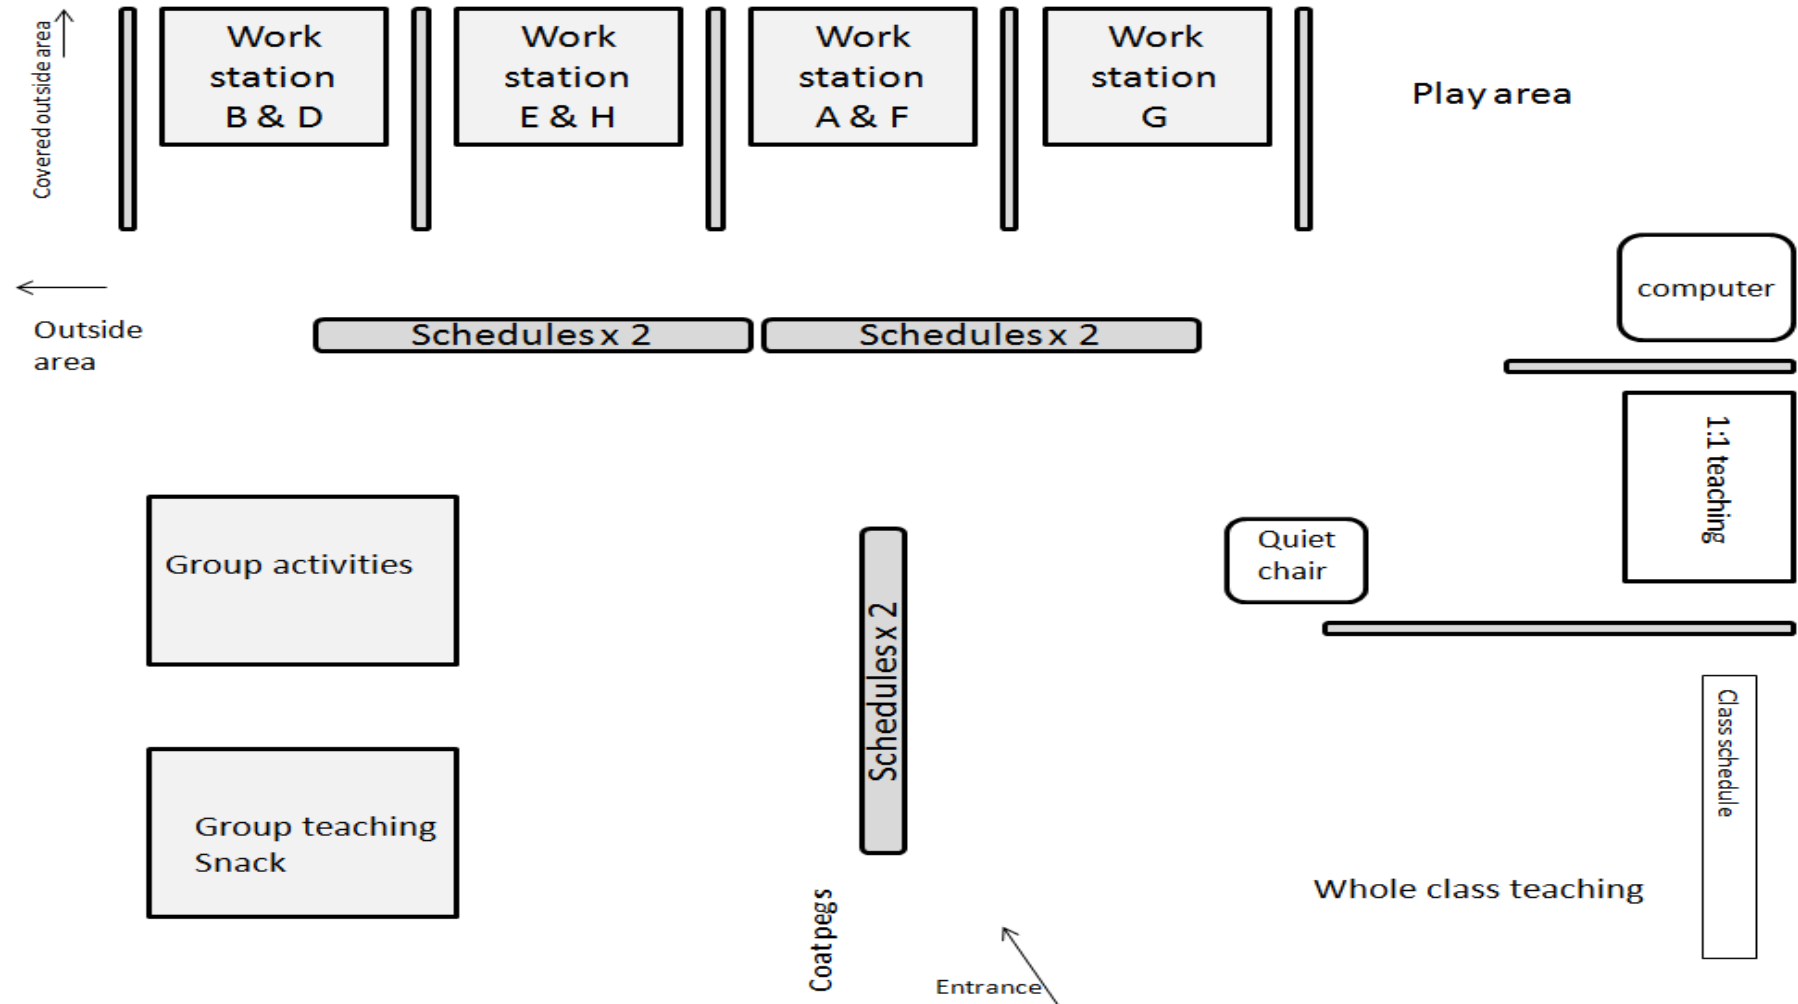 Covered outside area
Work
station
B & D
Work
station
E & H
Work
station
A & F
Work
station
G
Play area
computer
Outside
area
Schedules x 2
Schedules x 2
1:1 teaching
Quiet
chair
Group activities
Schedules x 2
Class schedule
Group teaching
Snack
Whole class teaching
Coat pegs
Entrance